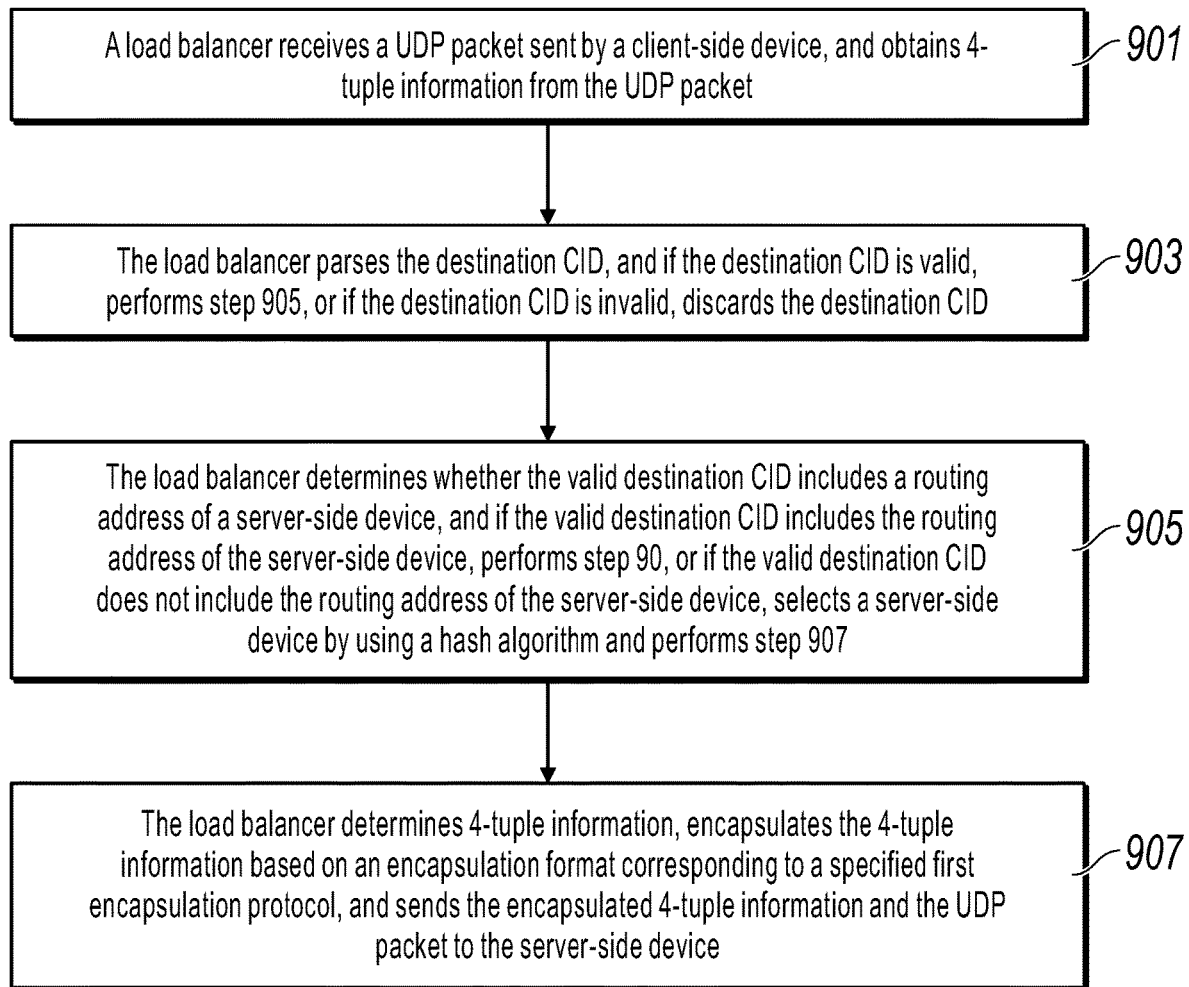 A load balancer receives a UDP packet sent by a client-side device, and obtains 4-
tuple information from the UDP packet
901
The load balancer parses the destination CID, and if the destination CID is valid,
performs step 905, or if the destination CID is invalid, discards the destination CID
903
The load balancer determines whether the valid destination CID includes a routing
address of a server-side device, and if the valid destination CID includes the routing
address of the server-side device, performs step 90, or if the valid destination CID
does not include the routing address of the server-side device, selects a server-side
device by using a hash algorithm and performs step 907
905
The load balancer determines 4-tuple information, encapsulates the 4-tuple
information based on an encapsulation format corresponding to a specified first
encapsulation protocol, and sends the encapsulated 4-tuple information and the UDP
packet to the server-side device
907